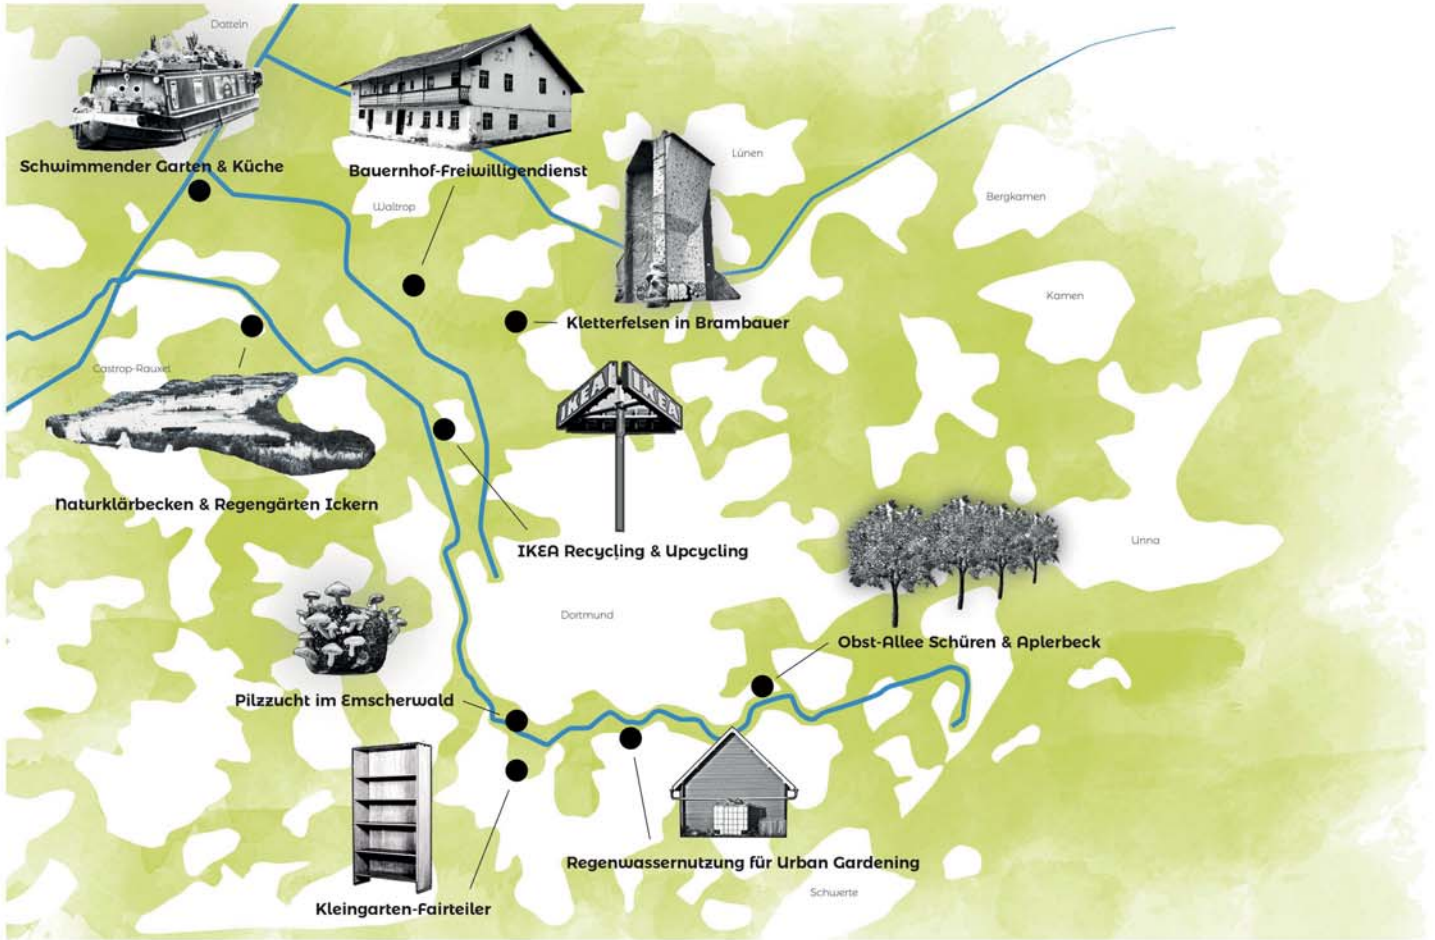 Datteln
Schwimmender Garten & Küche
Bauernhof-Freiwilligendienst
Lünen
Waltrop
Bergkamen
Kamen
Kletterfelsen in Brambauer
Castrop-Rauxel
IKEA IKEA
Naturklärbecken & Regengärten Ickern
IKEA Recycling & Upcycling
Unna
Dortmund
Obst-Allee Schüren & Aplerbeck
Pilzzucht im Emscherwald
Regenwassernutzung für Urban Gardening
Schwerte
Kleingarten-Fairteiler